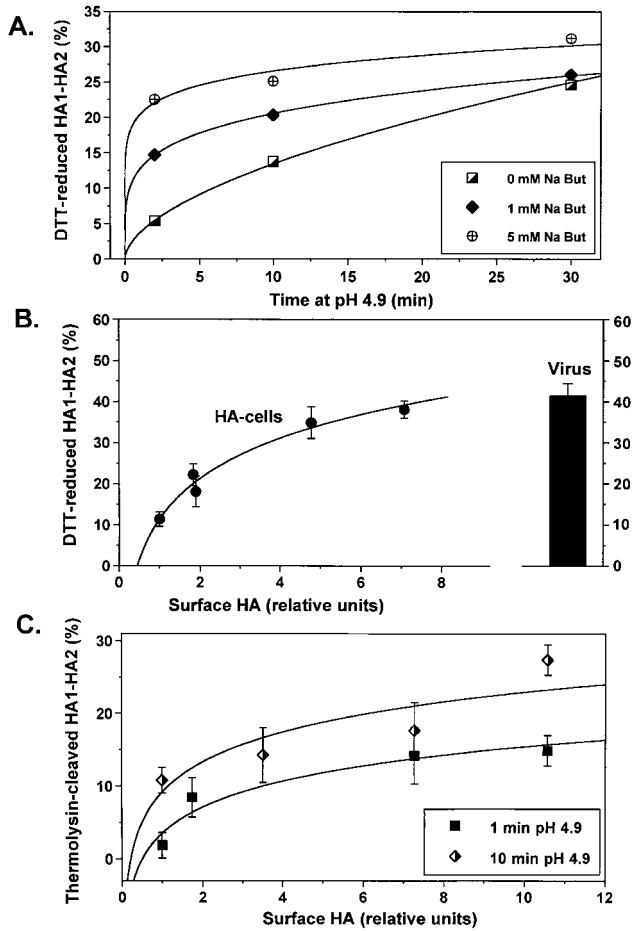 A.
DTT-reduced HA1-HA2 (%)
35
30
25
20
15
10
5
0
0 mM Na But
1 mM Na But
5 mM Na But
0 5 10 15 20 25 30
Time at pH 4.9 (min)
B.
DTT-reduced HA1-HA2 (%)
60
50
40
30
20
10
0
HA-cells
Virus
60
50
40
30
20
10
0
0 2 4 6 8
Surface HA (relative units)
C.
Thermolysin-cleaved HA1-HA2 (%)
30
20
10
0
1 min pH 4.9
10 min pH 4.9
0 2 4 6 8 10 12
Surface HA (relative units)